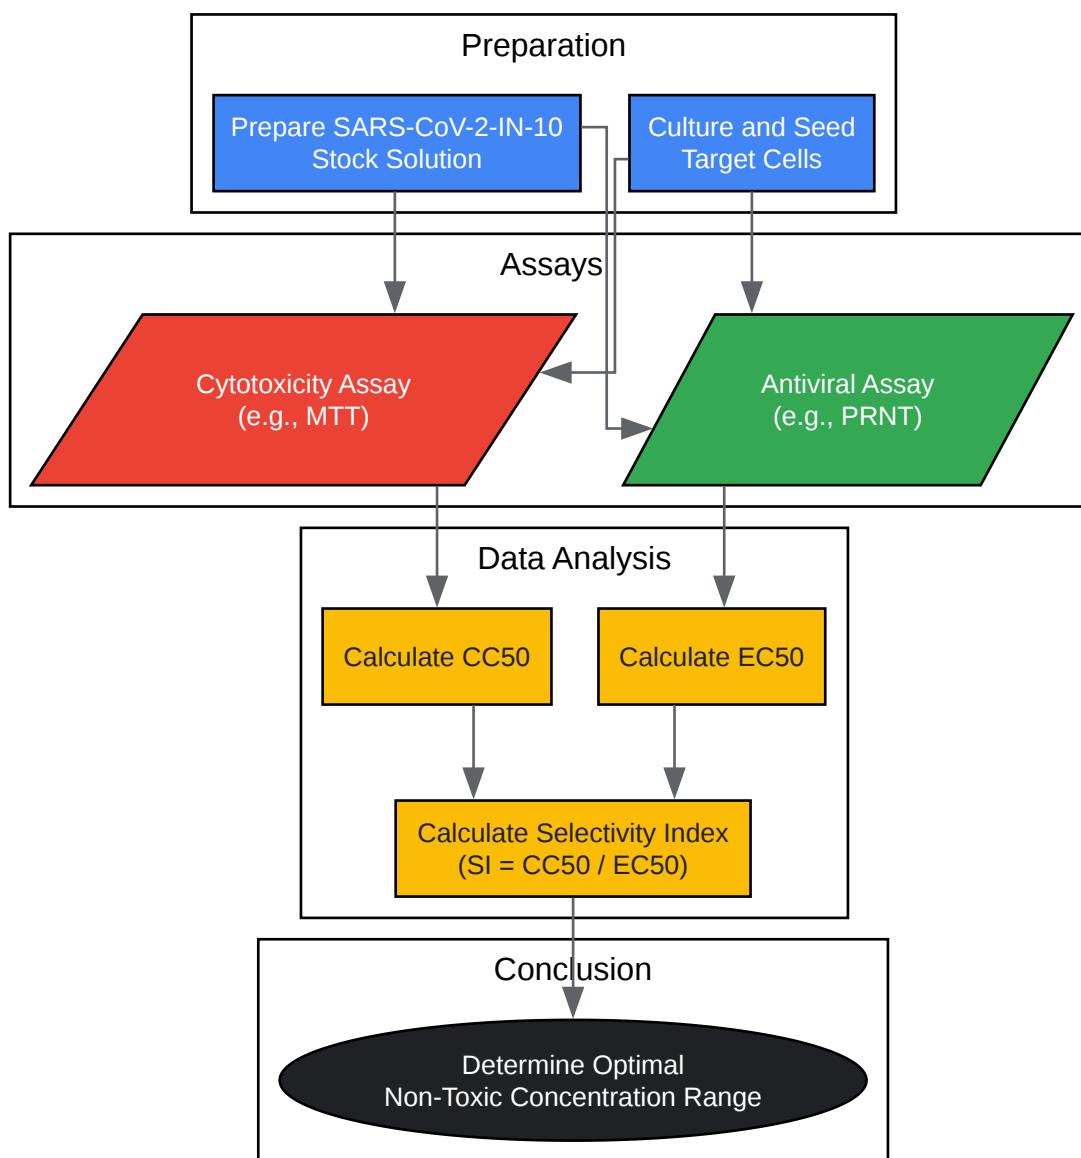 Preparation
Prepare SARS-CoV-2-IN-10
Stock Solution
Culture and Seed
Target Cells
Assays
Cytotoxicity Assay
(e.g., MTT)
Antiviral Assay
(e.g., PRNT)
Data Analysis
Calculate CC50
Calculate EC50
Calculate Selectivity Index
(SI = CC50 / EC50)
Conclusion
Determine Optimal
Non-Toxic Concentration Range